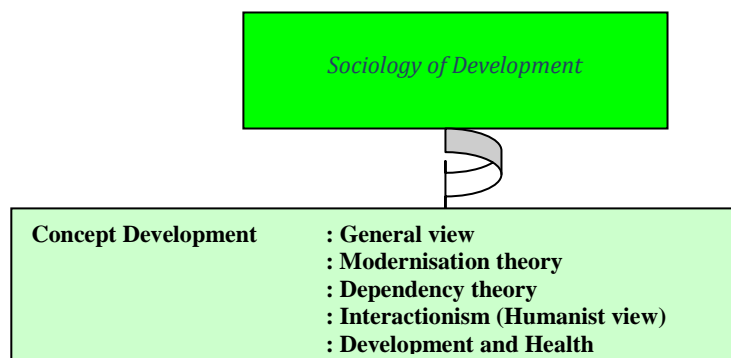 Sociology of Development
Concept Development : General view
: Modernisation theory
: Dependency theory
: Interactionism (Humanist view)
: Development and Health